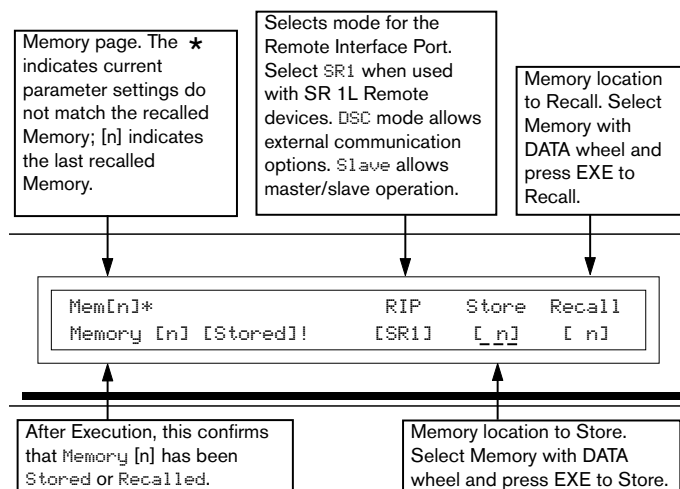 Memory page. The *
indicates current
parameter settings do
not match the recalled
Memory; [n] indicates
the last recalled
Memory.
Selects mode for the
Remote Interface Port.
Select SR1 when used
with SR 1L Remote
devices. DSC mode allows
external communication
options. Slave allows
master/slave operation.
Memory location
to Recall. Select
Memory with
DATA wheel and
press EXE to
Recall.
Mem[n]* RIP Store Recall
Memory [n] [Stored]! [SR1] [ n] [ n]
After Execution, this confirms
that Memory [n] has been
Stored or Recalled.
Memory location to Store.
Select Memory with DATA
wheel and press EXE to Store.